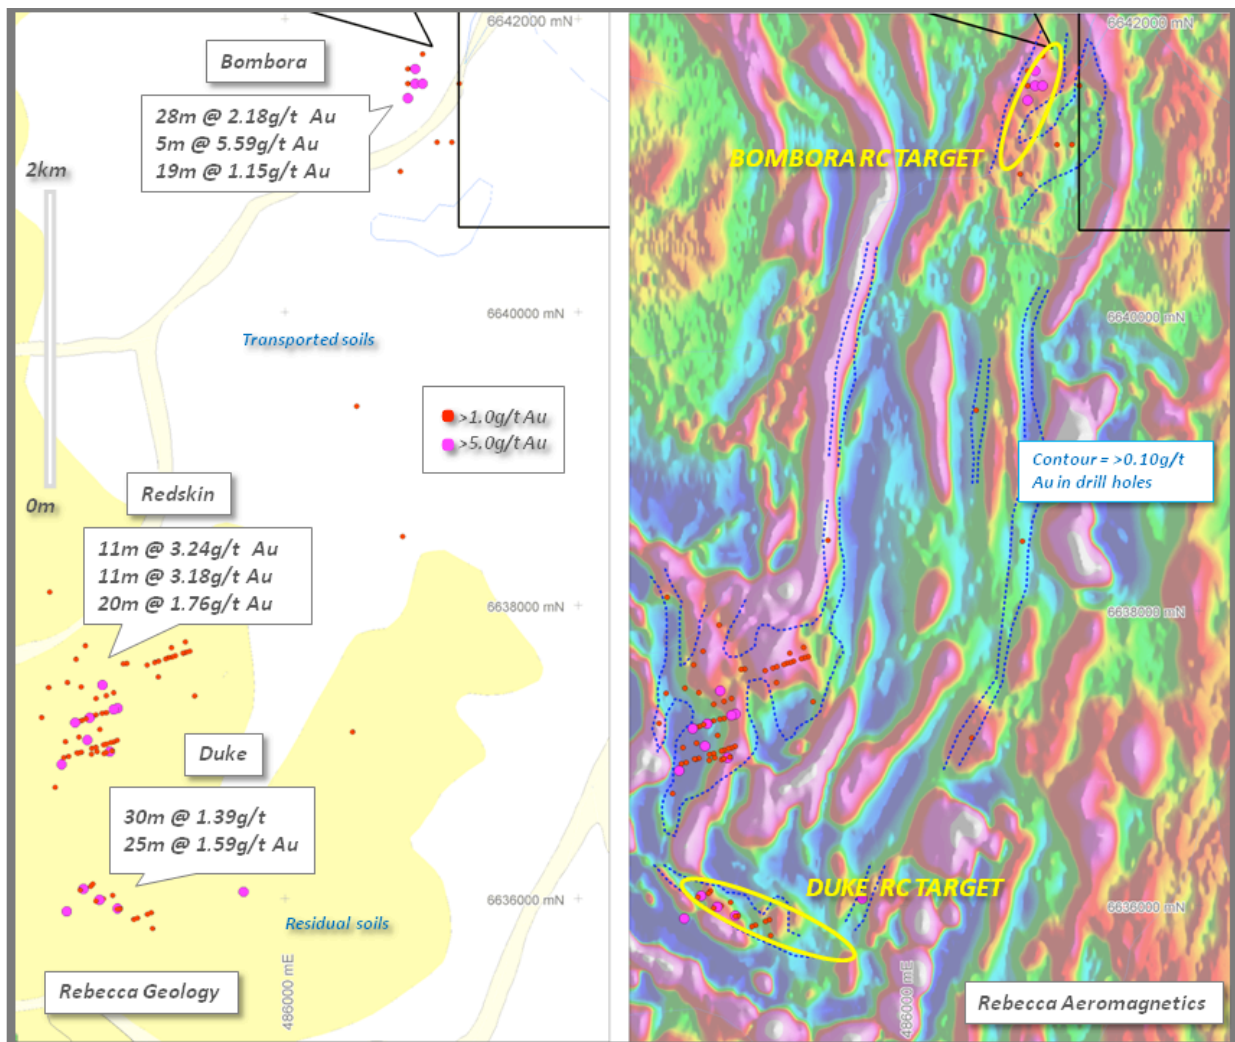 6642000 mN
Bombora
28m @ 2.18g/t Au
5m @ 5.59g/t Au
19m @ 1.15g/t Au
2km
6640000 mN
Transported soils
>1.0g/t Au
>5.0g/t Au
0m
Redskin
11m @ 3.24g/t Au
11m @ 3.18g/t Au
20m @ 1.76g/t Au
6638000 mN
Duke
30m @ 1.39g/t
25m @ 1.59g/t Au
6636000 mN
Residual soils
486000 mE
Rebecca Geology
6642000 mN
BOMBORA RC TARGET
6640000 mN
Contour = >0.10g/t
Au in drill holes
6638000 mN
DUKE RC TARGET
6636000 mN
486000 mE
Rebecca Aeromagnetics